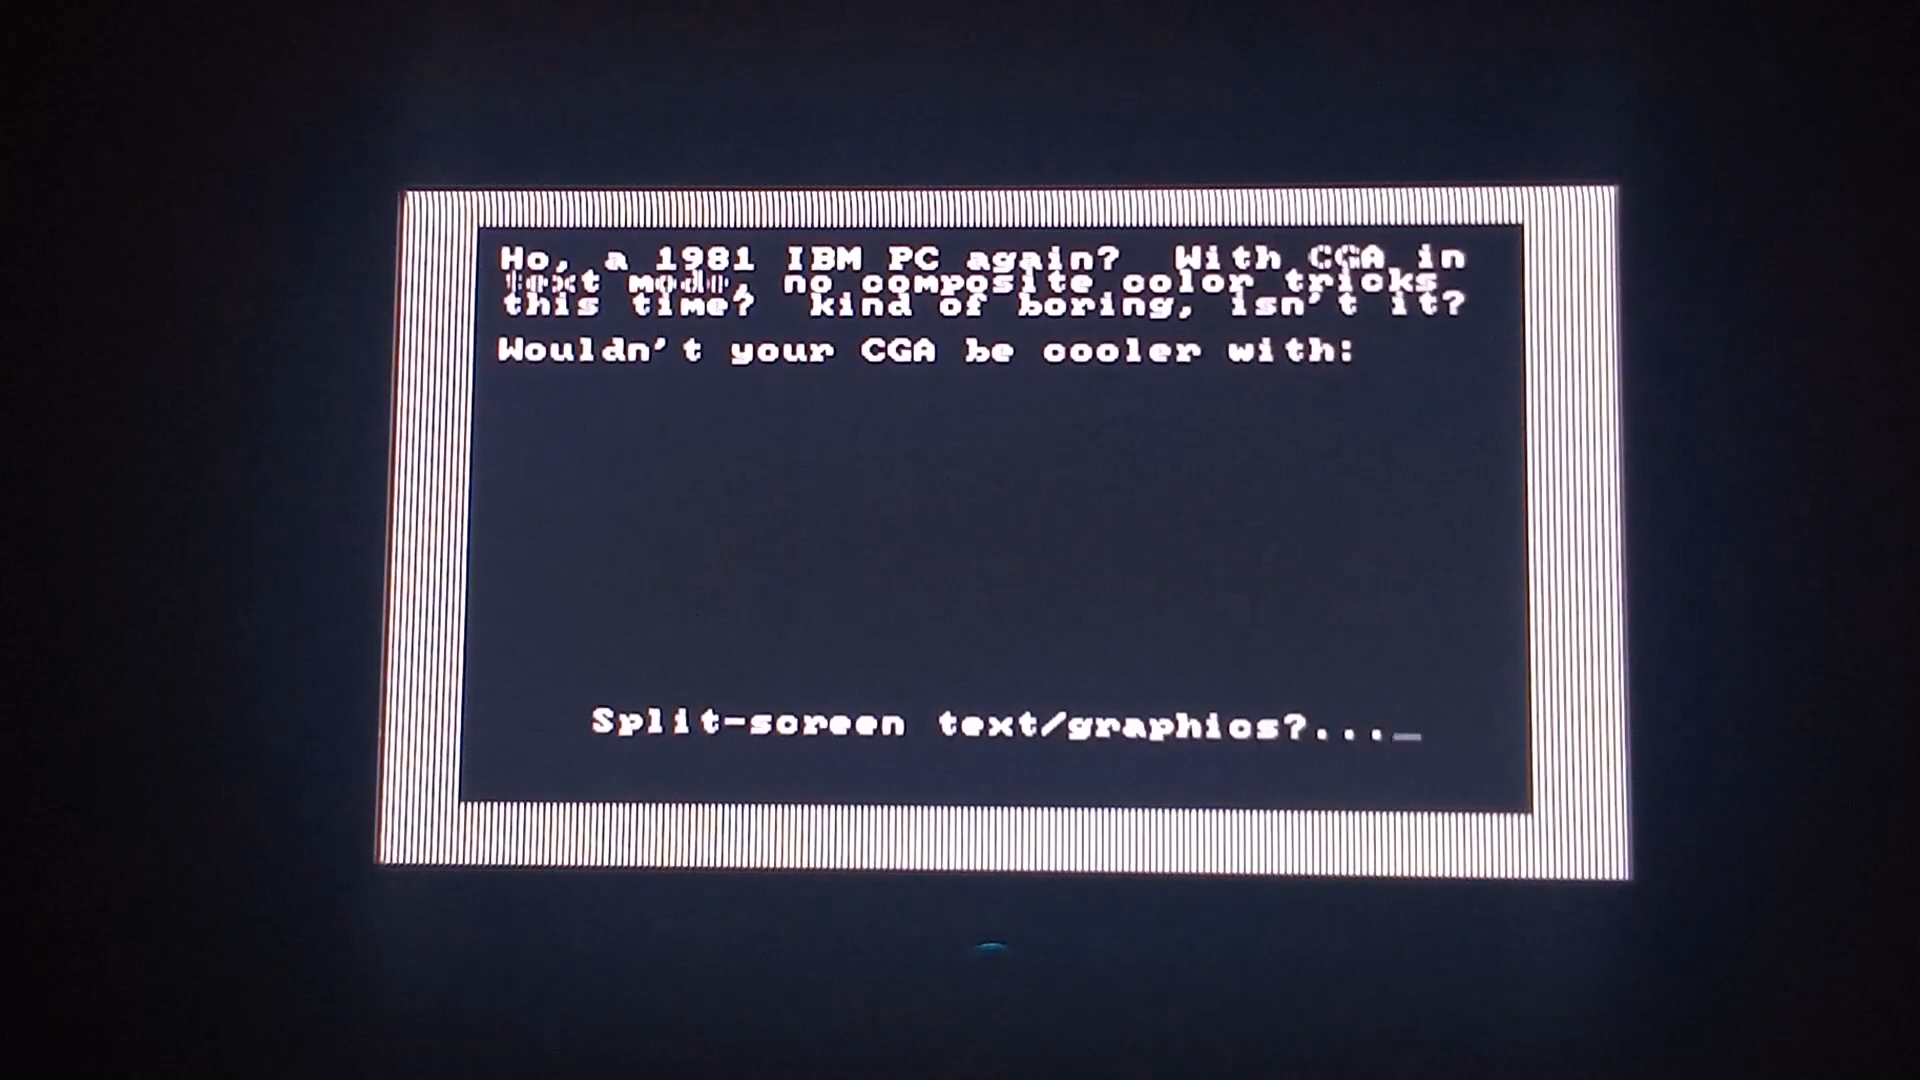 Ho, a 1981 IBM PC again?  With CGA in
text mode, no composite color tricks
this time?  kind of boring, isn't it?
Wouldn't your CGA be cooler with:
Split-screen text/graphics?..._